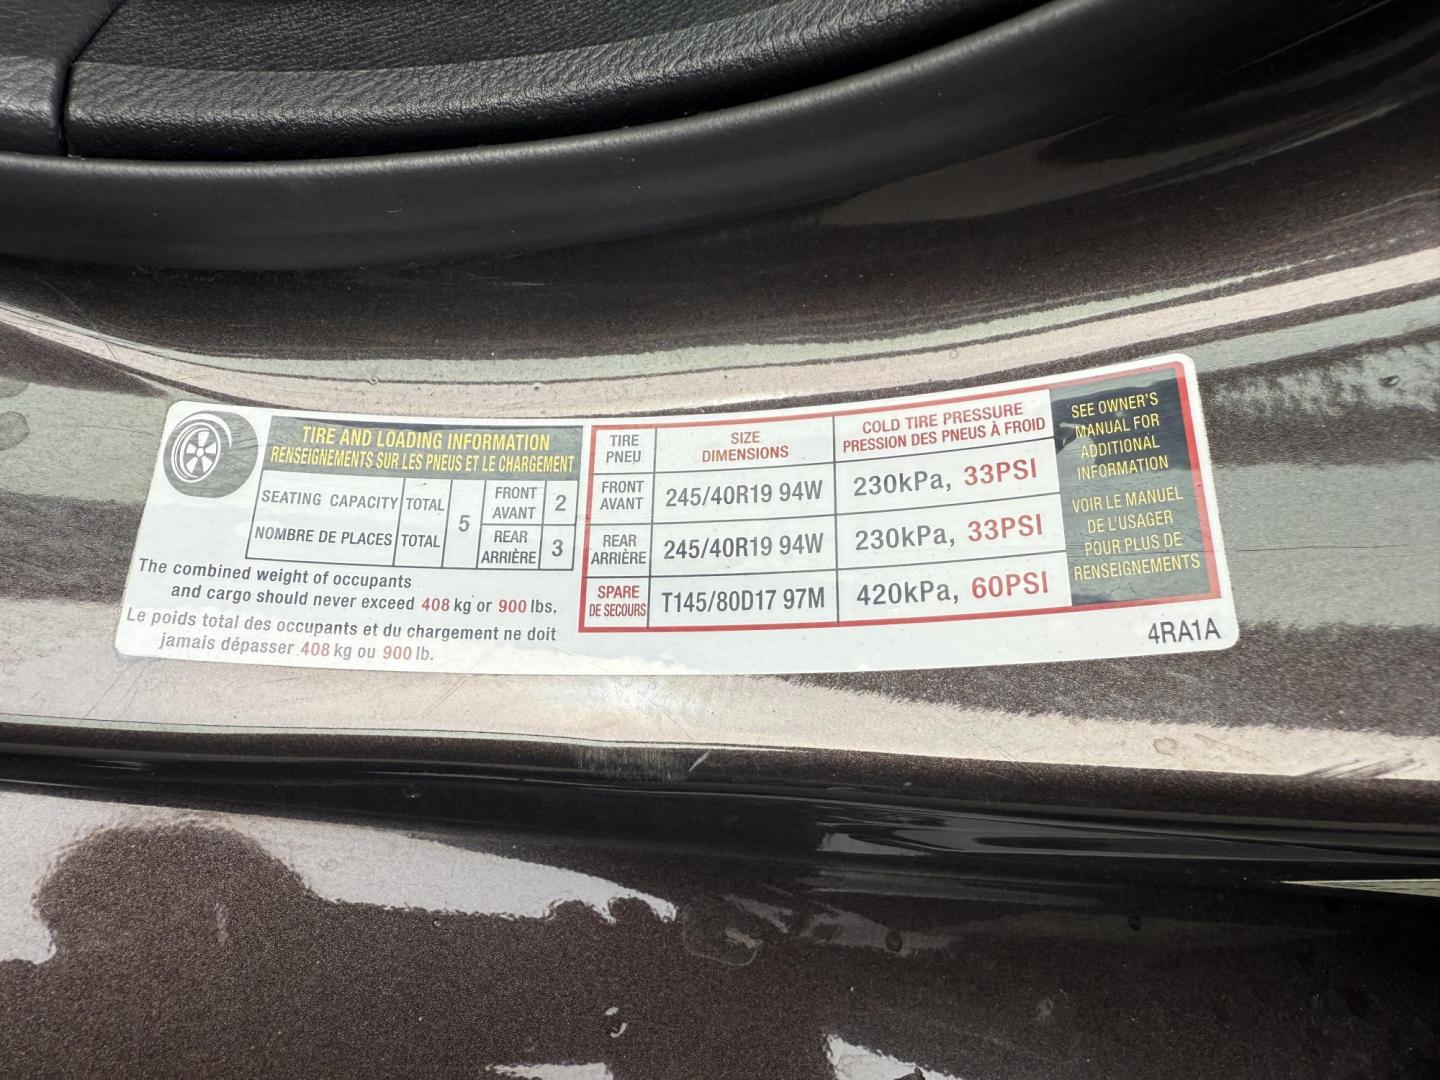 TIRE AND LOADING INFORMATION
RENSEIGNEMENTS SUR LES PNEUS ET LE CHARGEMENT
SEATING CAPACITY TOTAL 5 FRONT AVANT 2
NOMBRE DE PLACES TOTAL REAR ARRIÈRE 3
The combined weight of occupants
and cargo should never exceed 408 kg or 900 lbs.
Le poids total des occupants et du chargement ne doit
jamais dépasser 408 kg ou 900 lb.
TIRE PNEU SIZE DIMENSIONS COLD TIRE PRESSURE PRESSION DES PNEUS À FROID
FRONT AVANT 245/40R19 94W 230kPa, 33PSI
REAR ARRIÈRE 245/40R19 94W 230kPa, 33PSI
SPARE DE SECOURS T145/80D17 97M 420kPa, 60PSI
SEE OWNER'S
MANUAL FOR
ADDITIONAL
INFORMATION
VOIR LE MANUEL
DE L'USAGER
POUR PLUS DE
RENSEIGNEMENTS
4RA1A